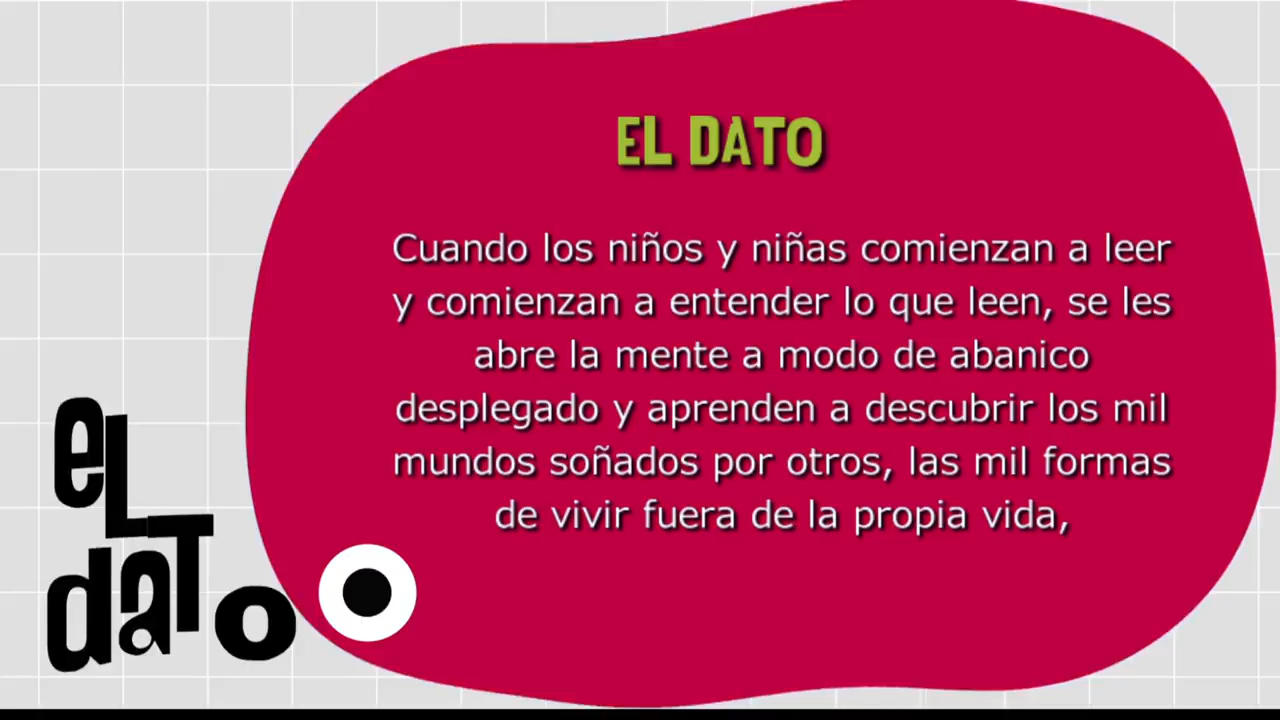 EL DATO
Cuando los niños y niñas comienzan a leer
y comienzan a entender lo que leen, se les
abre la mente a modo de abanico
desplegado y aprenden a descubrir los mil
mundos soñados por otros, las mil formas
de vivir fuera de la propia vida,
eL
daTo